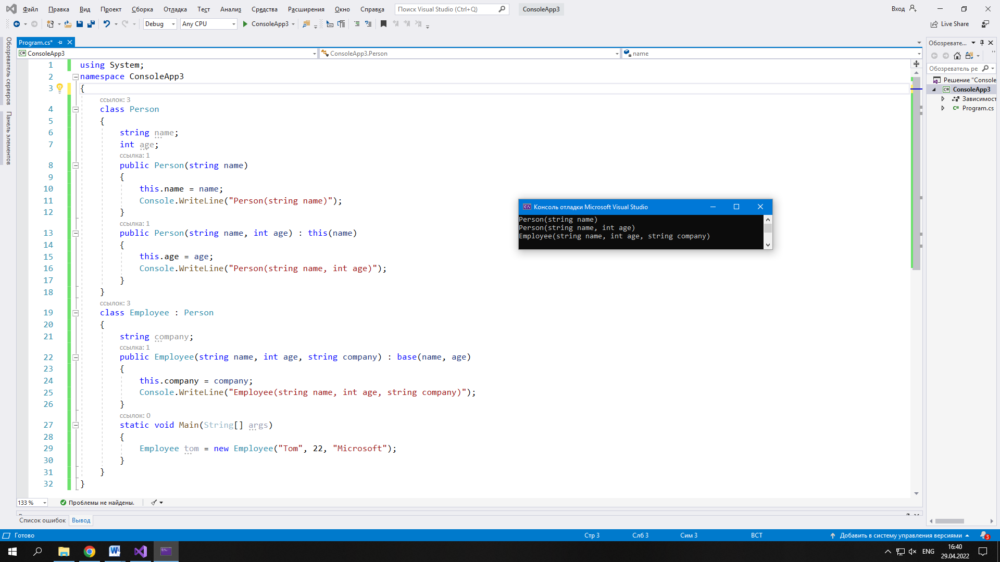 Файл Правка Вид Проект Сборка Отладка Тест Анализ Средства Расширения Окно Справка Поиск Visual Studio (Ctrl+Q) ConsoleApp3 Вход
Debug Any CPU ConsoleApp3 Live Share
Обозреватель серверов
Панель элементов
Program.cs*
ConsoleApp3 ConsoleApp3.Person name
1 using System;
2 namespace ConsoleApp3
3 {
ссылок: 3
4 class Person
5 {
6 string name;
7 int age;
ссылка: 1
8 public Person(string name)
9 {
10 this.name = name;
11 Console.WriteLine("Person(string name)");
12 }
ссылка: 1
13 public Person(string name, int age) : this(name)
14 {
15 this.age = age;
16 Console.WriteLine("Person(string name, int age)");
17 }
18 }
ссылок: 3
19 class Employee : Person
20 {
21 string company;
ссылка: 1
22 public Employee(string name, int age, string company) : base(name, age)
23 {
24 this.company = company;
25 Console.WriteLine("Employee(string name, int age, string company)");
26 }
ссылок: 0
27 static void Main(String[] args)
28 {
29 Employee tom = new Employee("Tom", 22, "Microsoft");
30 }
31 }
32 }
Консоль отладки Microsoft Visual Studio
Person(string name)
Person(string name, int age)
Employee(string name, int age, string company)
Обозревате...
Обозреватель ре
Решение "Console
ConsoleApp3
Зависимост
Program.cs
133 % Проблемы не найдены.
Список ошибок Вывод
Готово Стр 3 Слб 3 Сим 3 ВСТ Добавить в систему управления версиями 3
ENG 16:40
29.04.2022